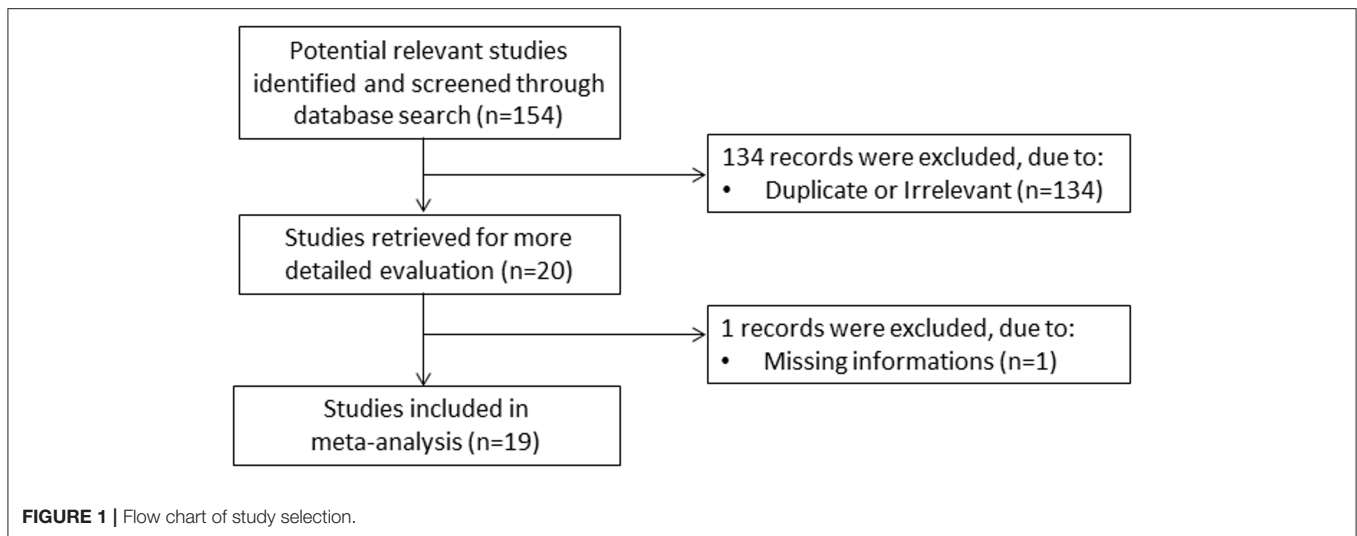 Potential relevant studies
identified and screened through
database search (n=154)
134 records were excluded, due to:
• Duplicate or Irrelevant (n=134)
Studies retrieved for more
detailed evaluation (n=20)
1 records were excluded, due to:
• Missing informations (n=1)
Studies included in
meta-analysis (n=19)
FIGURE 1 | Flow chart of study selection.